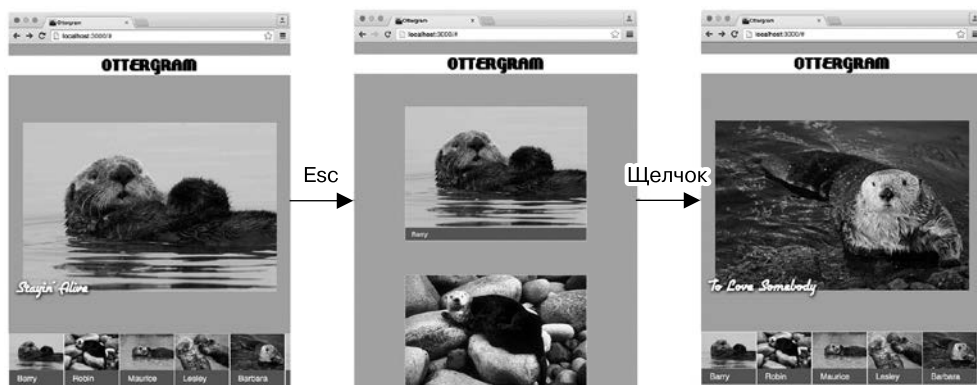 Ottergram
localhost:3000/#
OTTERGRAM
Stayin' Alive
Barry
Robin
Maurice
Lesley
Barbara
Esc
Ottergram
localhost:3000/#
OTTERGRAM
Barry
Щелчок
Ottergram
localhost:3000/#
OTTERGRAM
To Love Somebody
Barry
Robin
Maurice
Lesley
Barbara